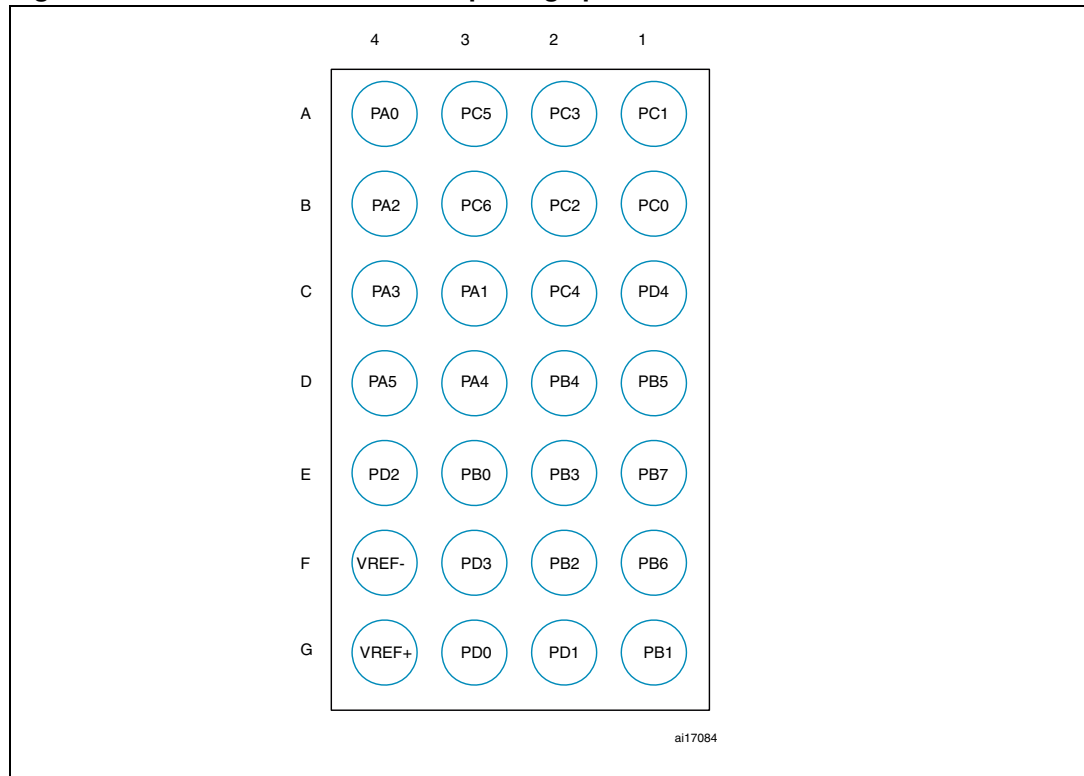 4 3 2 1
A PA0 PC5 PC3 PC1
B PA2 PC6 PC2 PC0
C PA3 PA1 PC4 PD4
D PA5 PA4 PB4 PB5
E PD2 PB0 PB3 PB7
F VREF- PD3 PB2 PB6
G VREF+ PD0 PD1 PB1
ai17084